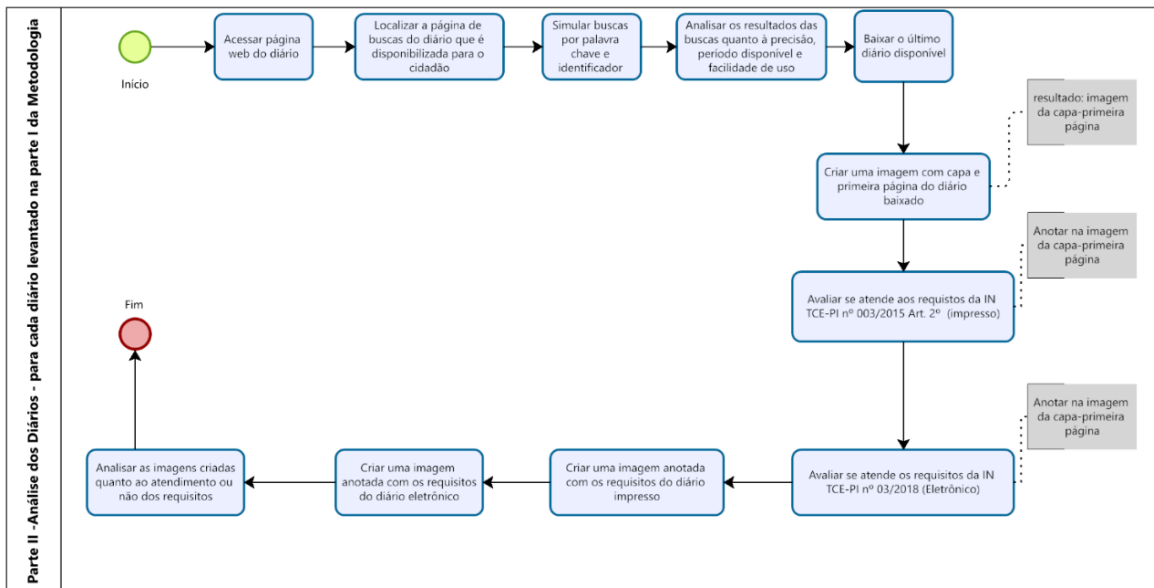 Parte II -Análise dos Diários - para cada diário levantado na parte I da Metodologia
Início
Acessar página
web do diário
Localizar a página de
buscas do diário que é
disponibilizada para o
cidadão
Simular buscas
por palavra
chave e
identificador
Analisar os resultados das
buscas quanto à precisão,
período disponível e
facilidade de uso
Baixar o último
diário disponível
resultado: imagem
da capa-primeira
página
Criar uma imagem com capa e
primeira página do diário
baixado
Anotar na imagem
da capa-primeira
página
Avaliar se atende aos requistos da IN
TCE-PI nº 003/2015 Art. 2º (impresso)
Anotar na imagem
da capa-primeira
página
Avaliar se atende os requisitos da IN
TCE-PI nº 03/2018 (Eletrônico)
Criar uma imagem anotada
com os requisitos do diário
impresso
Criar uma imagem
anotada com os requisitos
do diário eletrônico
Analisar as imagens criadas
quanto ao atendimento ou
não dos requisitos
Fim